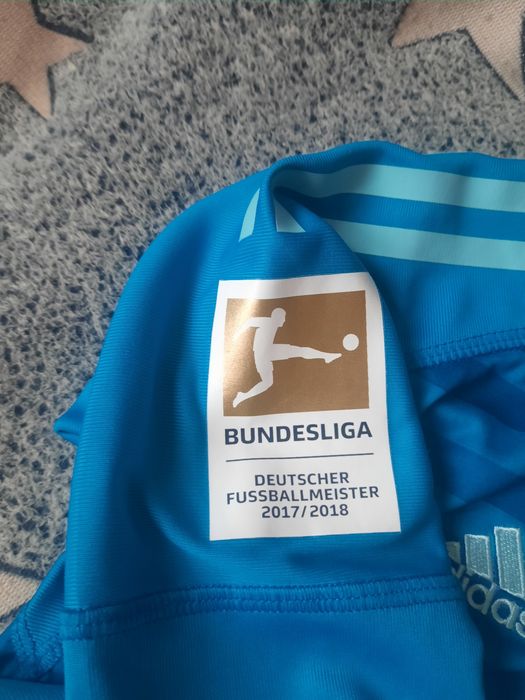 BUNDESLIGA
DEUTSCHER
FUSSBALLMEISTER
2017/2018
adidas